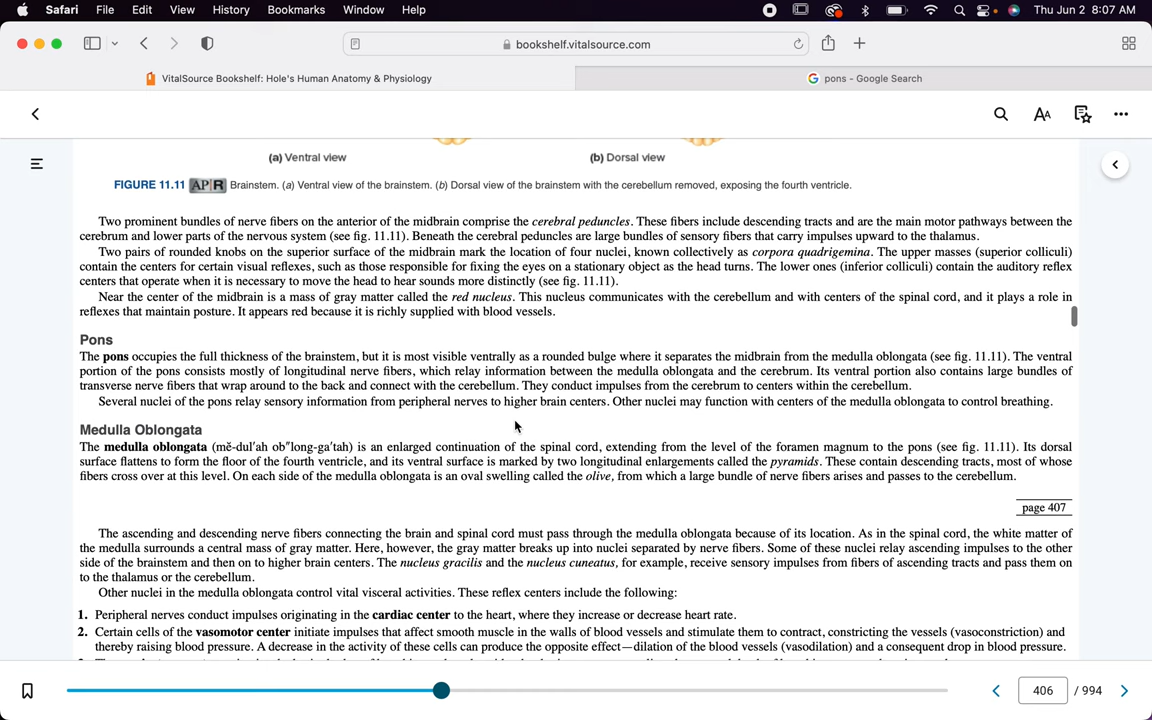 Safari File Edit View History Bookmarks Window Help Thu Jun 2 8:07 AM
bookshelf.vitalsource.com
VitalSource Bookshelf: Hole's Human Anatomy & Physiology
G pons - Google Search
AA
(a) Ventral view (b) Dorsal view
FIGURE 11.11 AP|R Brainstem. (a) Ventral view of the brainstem. (b) Dorsal view of the brainstem with the cerebellum removed, exposing the fourth ventricle.
Two prominent bundles of nerve fibers on the anterior of the midbrain comprise the cerebral peduncles. These fibers include descending tracts and are the main motor pathways between the
cerebrum and lower parts of the nervous system (see fig. 11.11). Beneath the cerebral peduncles are large bundles of sensory fibers that carry impulses upward to the thalamus.
Two pairs of rounded knobs on the superior surface of the midbrain mark the location of four nuclei, known collectively as corpora quadrigemina. The upper masses (superior colliculi)
contain the centers for certain visual reflexes, such as those responsible for fixing the eyes on a stationary object as the head turns. The lower ones (inferior colliculi) contain the auditory reflex
centers that operate when it is necessary to move the head to hear sounds more distinctly (see fig. 11.11).
Near the center of the midbrain is a mass of gray matter called the red nucleus. This nucleus communicates with the cerebellum and with centers of the spinal cord, and it plays a role in
reflexes that maintain posture. It appears red because it is richly supplied with blood vessels.
Pons
The pons occupies the full thickness of the brainstem, but it is most visible ventrally as a rounded bulge where it separates the midbrain from the medulla oblongata (see fig. 11.11). The ventral
portion of the pons consists mostly of longitudinal nerve fibers, which relay information between the medulla oblongata and the cerebrum. Its ventral portion also contains large bundles of
transverse nerve fibers that wrap around to the back and connect with the cerebellum. They conduct impulses from the cerebrum to centers within the cerebellum.
Several nuclei of the pons relay sensory information from peripheral nerves to higher brain centers. Other nuclei may function with centers of the medulla oblongata to control breathing.
Medulla Oblongata
The medulla oblongata (mĕ-dul′ah ob″long-ga′tah) is an enlarged continuation of the spinal cord, extending from the level of the foramen magnum to the pons (see fig. 11.11). Its dorsal
surface flattens to form the floor of the fourth ventricle, and its ventral surface is marked by two longitudinal enlargements called the pyramids. These contain descending tracts, most of whose
fibers cross over at this level. On each side of the medulla oblongata is an oval swelling called the olive, from which a large bundle of nerve fibers arises and passes to the cerebellum.
page 407
The ascending and descending nerve fibers connecting the brain and spinal cord must pass through the medulla oblongata because of its location. As in the spinal cord, the white matter of
the medulla surrounds a central mass of gray matter. Here, however, the gray matter breaks up into nuclei separated by nerve fibers. Some of these nuclei relay ascending impulses to the other
side of the brainstem and then on to higher brain centers. The nucleus gracilis and the nucleus cuneatus, for example, receive sensory impulses from fibers of ascending tracts and pass them on
to the thalamus or the cerebellum.
Other nuclei in the medulla oblongata control vital visceral activities. These reflex centers include the following:
1. Peripheral nerves conduct impulses originating in the cardiac center to the heart, where they increase or decrease heart rate.
2. Certain cells of the vasomotor center initiate impulses that affect smooth muscle in the walls of blood vessels and stimulate them to contract, constricting the vessels (vasoconstriction) and
thereby raising blood pressure. A decrease in the activity of these cells can produce the opposite effect—dilation of the blood vessels (vasodilation) and a consequent drop in blood pressure.
406 / 994